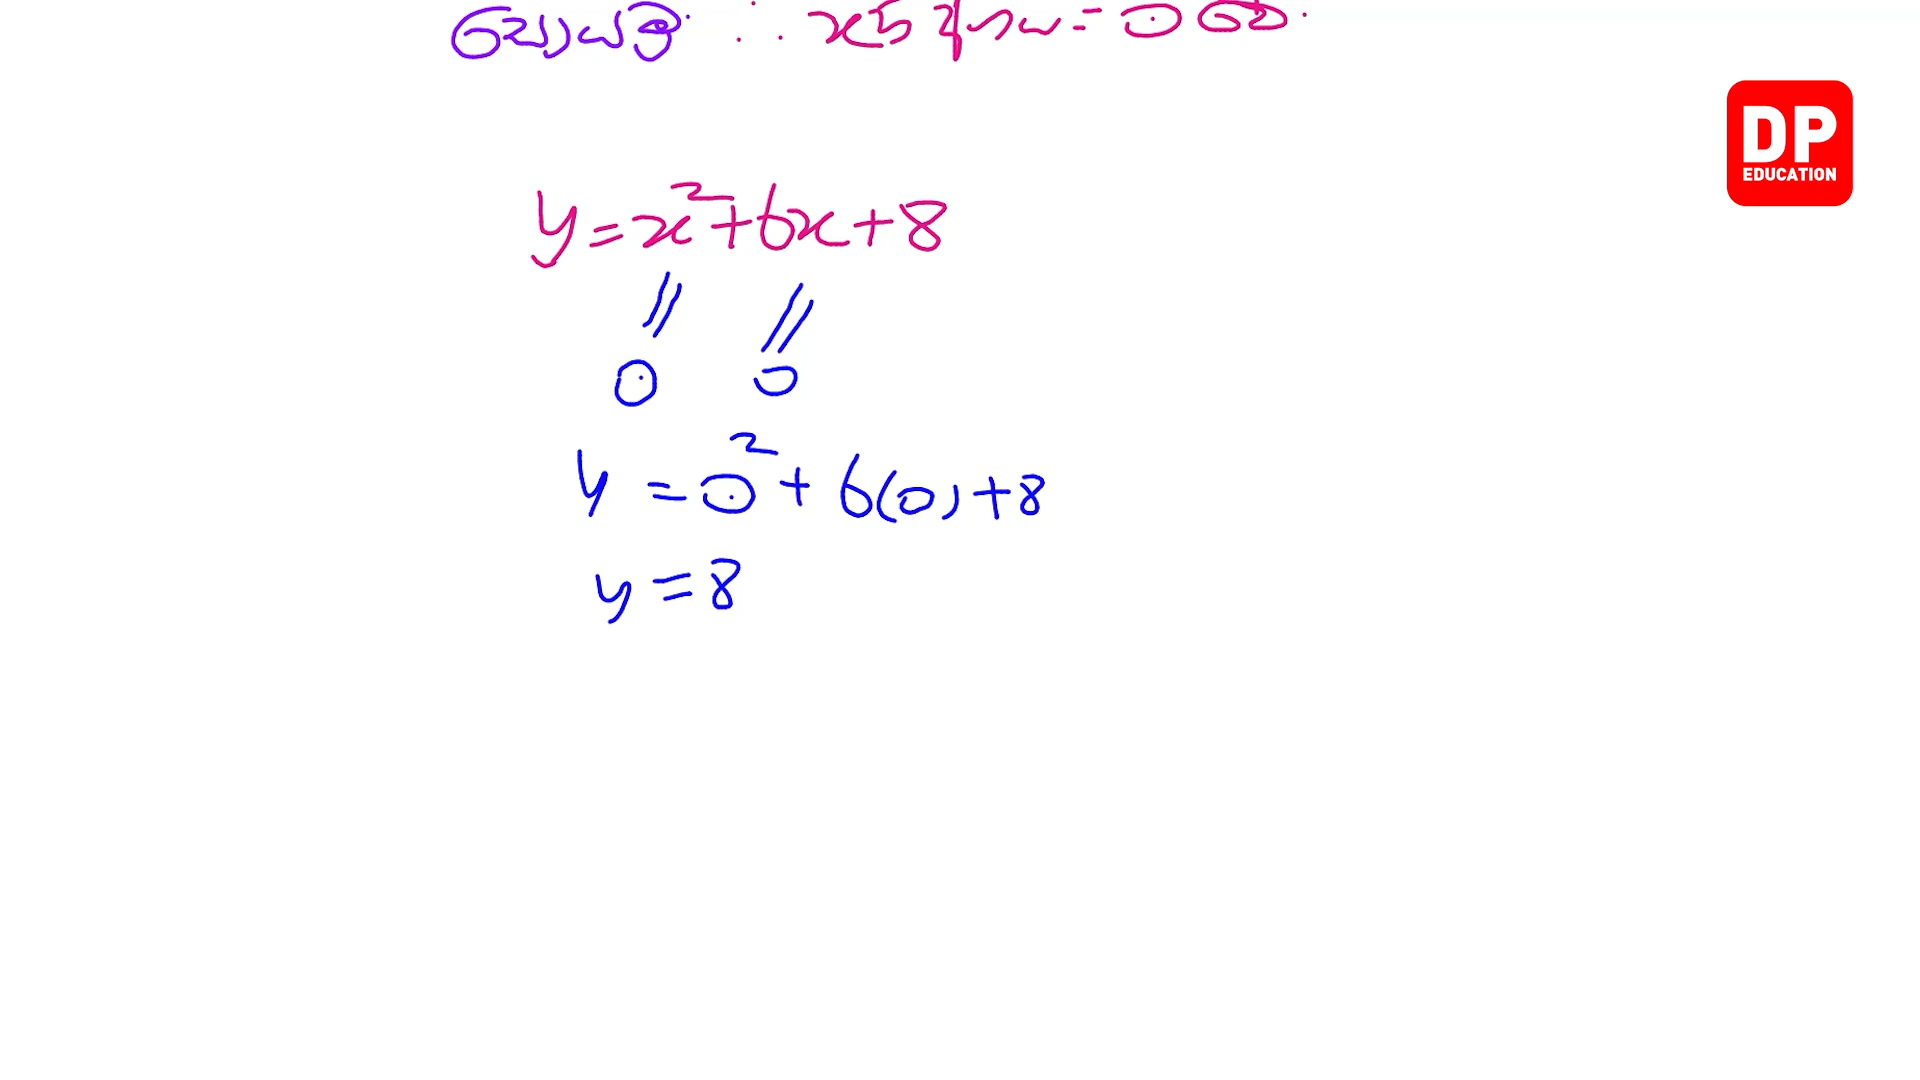 DP
EDUCATION
y = x² + 6x + 8
0 0
y = 0² + 6(0) + 8
y = 8